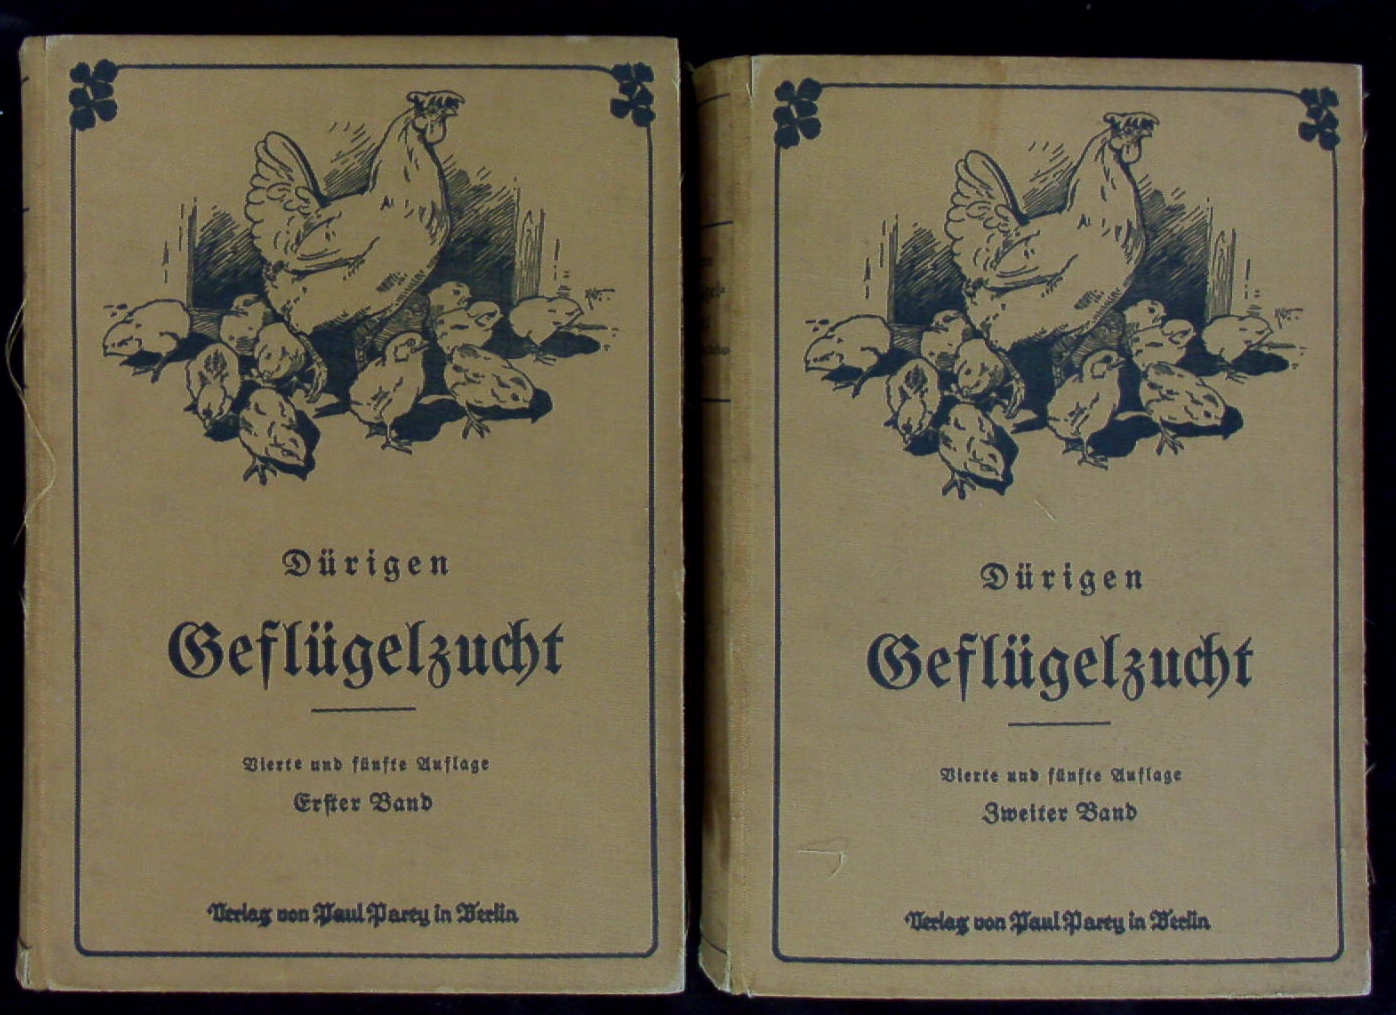 Dürigen
Geflügelzucht
Vierte und fünfte Auflage
Erster Band
Verlag von Paul Parey in Berlin
Dürigen
Geflügelzucht
Vierte und fünfte Auflage
Zweiter Band
Verlag von Paul Parey in Berlin